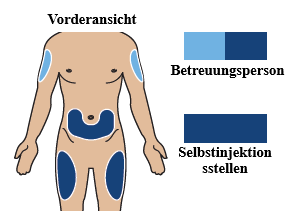 Vorderansicht
Betreuungsperson
Selbstinjektion
sstellen